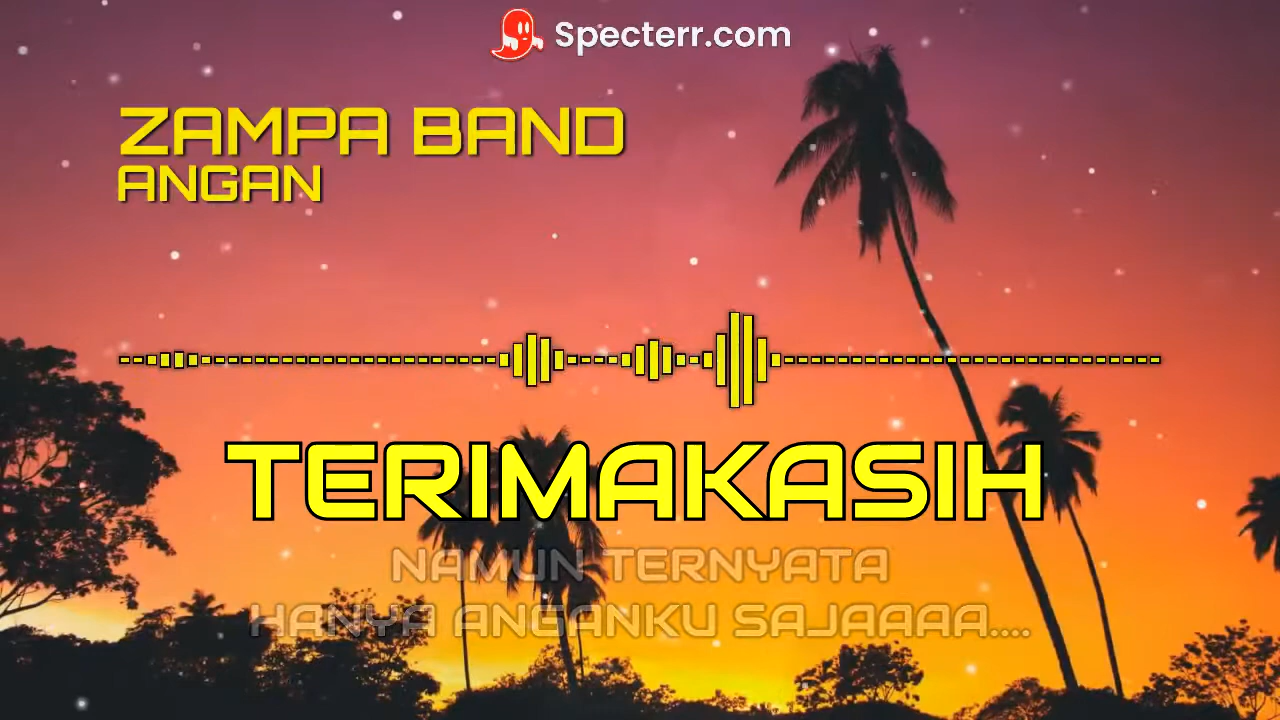 Specterr.com
ZAMPA BAND
ANGAN
TERIMAKASIH
NAMUN TERNYATA
HANYA ANGANKU SAJAAAA....